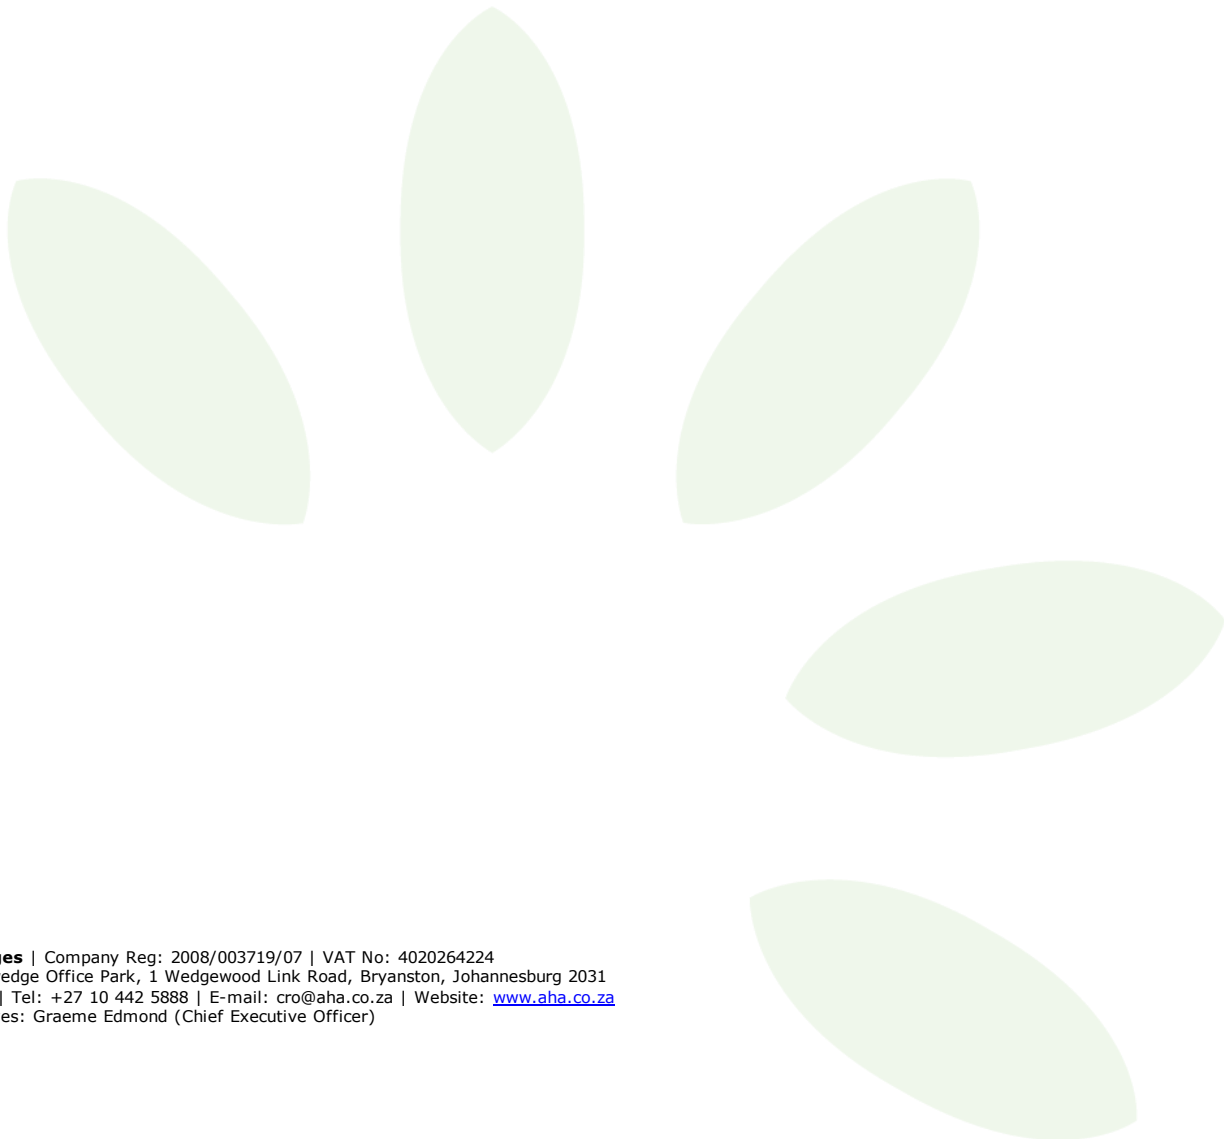 ges | Company Reg: 2008/003719/07 | VAT No: 4020264224
edge Office Park, 1 Wedgewood Link Road, Bryanston, Johannesburg 2031
| Tel: +27 10 442 5888 | E-mail: cro@aha.co.za | Website: www.aha.co.za
es: Graeme Edmond (Chief Executive Officer)